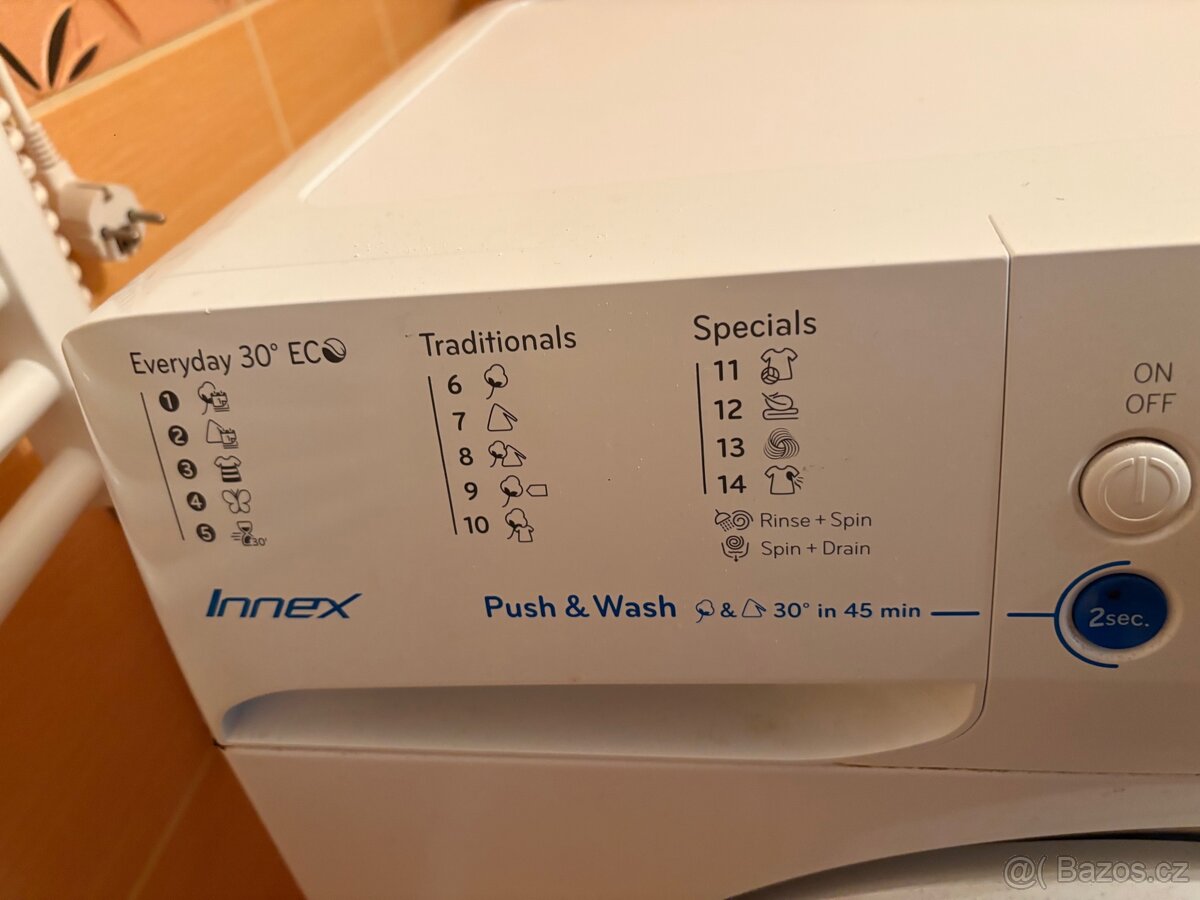 Everyday 30° ECO
1
2
3
4
5 30'
Traditionals
6
7
8
9
10
Specials
11
12
13
14
Rinse + Spin
Spin + Drain
Innex
Push & Wash & 30° in 45 min
ON
OFF
2sec.
@( Bazos.cz